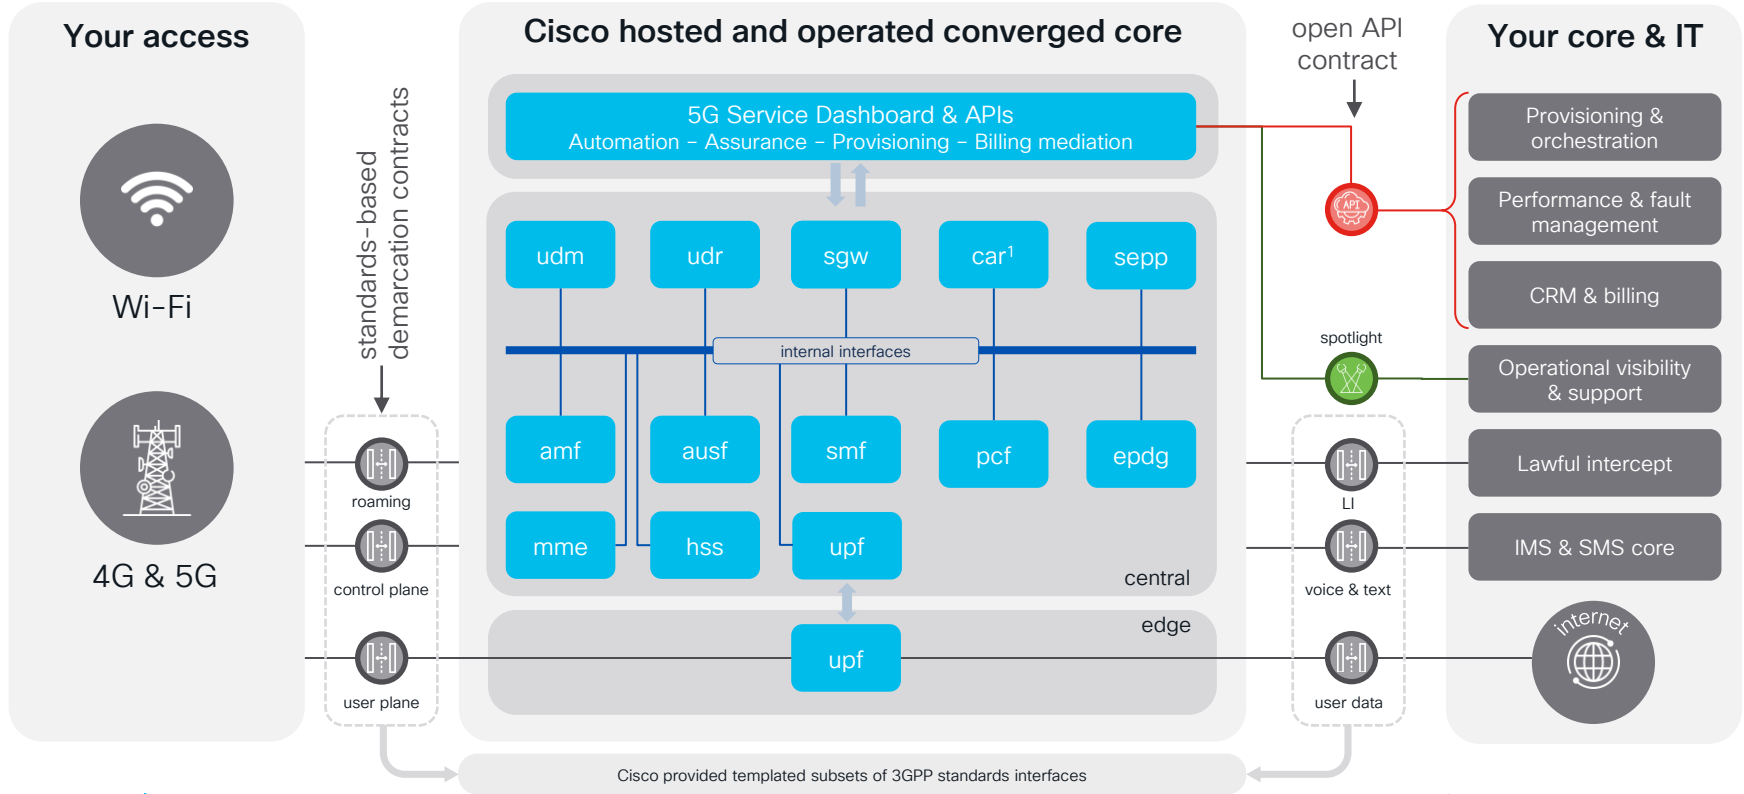 Your access
Wi-Fi
4G & 5G
standards-based
demarcation contracts
roaming
control plane
user plane
Cisco hosted and operated converged core
5G Service Dashboard & APIs
Automation – Assurance – Provisioning – Billing mediation
udm
udr
sgw
car¹
sepp
internal interfaces
amf
ausf
smf
pcf
epdg
mme
hss
upf
central
edge
upf
open API
contract
API
spotlight
LI
voice & text
user data
Your core & IT
Provisioning &
orchestration
Performance & fault
management
CRM & billing
Operational visibility
& support
Lawful intercept
IMS & SMS core
internet
Cisco provided templated subsets of 3GPP standards interfaces